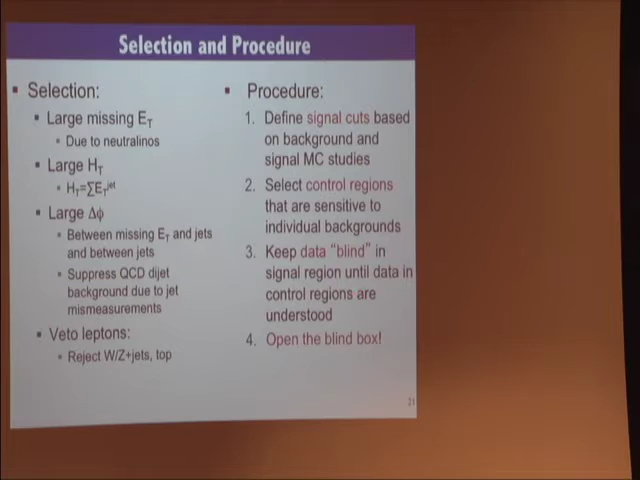 Selection and Procedure
▪ Selection:
▪ Large missing E_T
▪ Due to neutralinos
▪ Large H_T
▪ H_T=∑E_T^jet
▪ Large Δϕ
▪ Between missing E_T and jets
and between jets
▪ Suppress QCD dijet
background due to jet
mismeasurements
▪ Veto leptons:
▪ Reject W/Z+jets, top
▪ Procedure:
1. Define signal cuts based
on background and
signal MC studies
2. Select control regions
that are sensitive to
individual backgrounds
3. Keep data "blind" in
signal region until data in
control regions are
understood
4. Open the blind box!